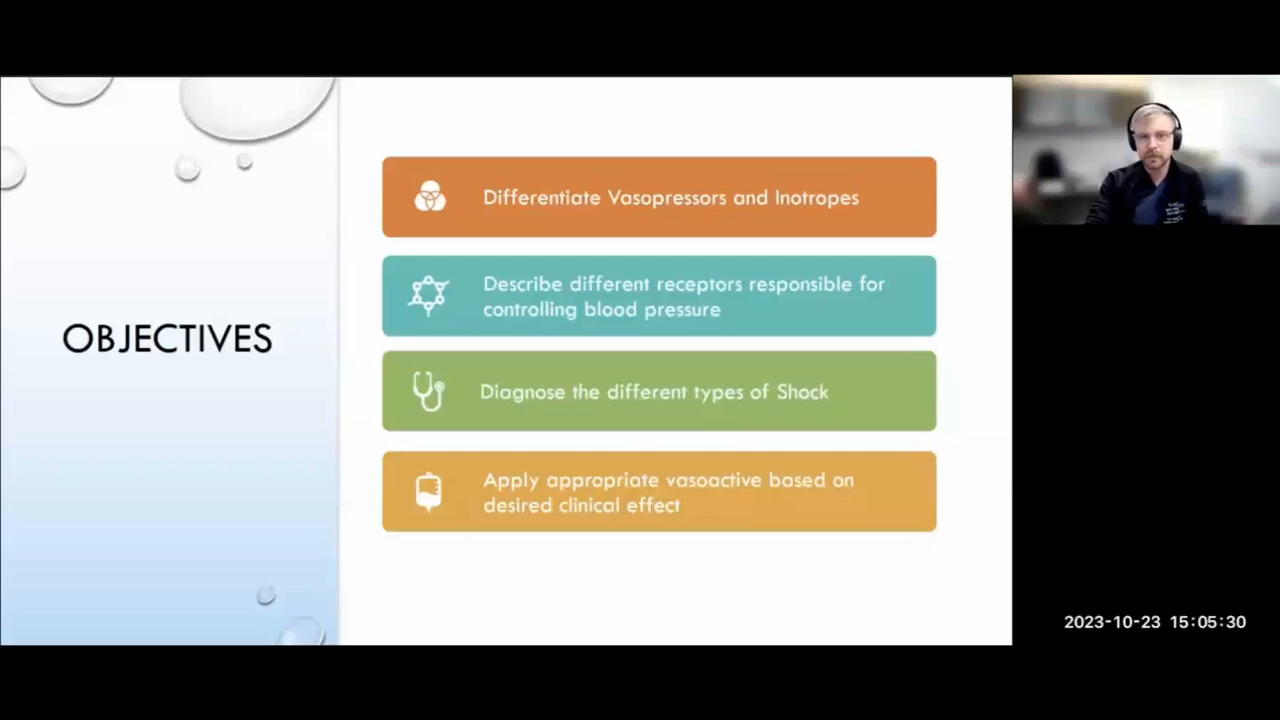 OBJECTIVES
Differentiate Vasopressors and Inotropes
Describe different receptors responsible for
controlling blood pressure
Diagnose the different types of Shock
Apply appropriate vasoactive based on
desired clinical effect
2023-10-23 15:05:30